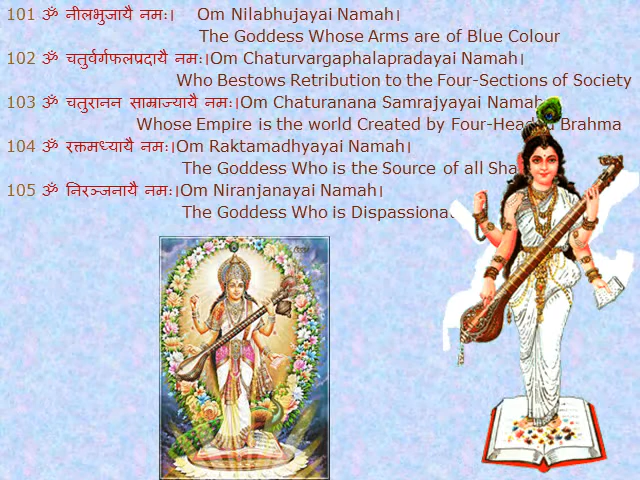 101 ॐ नीलभुजायै नमः। Om Nilabhujayai Namah।
The Goddess Whose Arms are of Blue Colour
102 ॐ चतुर्वर्गफलप्रदायै नमः।Om Chaturvargaphalapradayai Namah।
Who Bestows Retribution to the Four-Sections of Society
103 ॐ चतुरानन साम्राज्यायै नमः।Om Chaturanana Samrajyayai Namah
Whose Empire is the world Created by Four-Headed Brahma
104 ॐ रक्तमध्यायै नमः।Om Raktamadhyayai Namah।
The Goddess Who is the Source of all
105 ॐ निरञ्जनायै नमः।Om Niranjanayai Namah।
The Goddess Who is